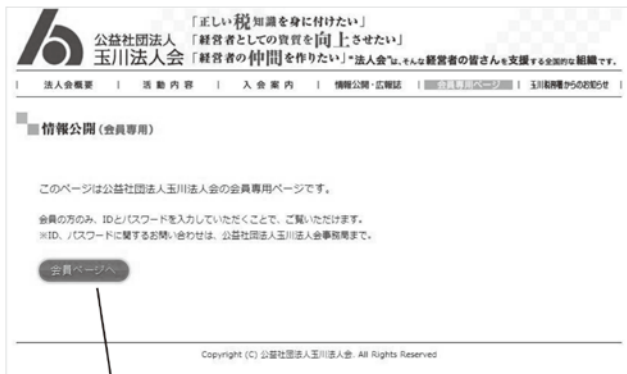 「正しい税知識を身に付けたい」
公益社団法人「経営者としての資質を向上させたい」
玉川法人会「経営者の仲間を作りたい」"法人会"は、そんな経営者の皆さんを支援する全国的な組織です。
| 法人会概要 | 活動内容 | 入会案内 | 情報公開・広報誌 | 会員専用ページ | 玉川税務署からのお知らせ |
情報公開(会員専用)
このページは公益社団法人玉川法人会の会員専用ページです。
会員の方のみ、IDとパスワードを入力していただくことで、ご覧いただけます。
※ID、パスワードに関するお問い合わせは、公益社団法人玉川法人会事務局まで。
会員ページへ
Copyright (C) 公益社団法人玉川法人会. All Rights Reserved